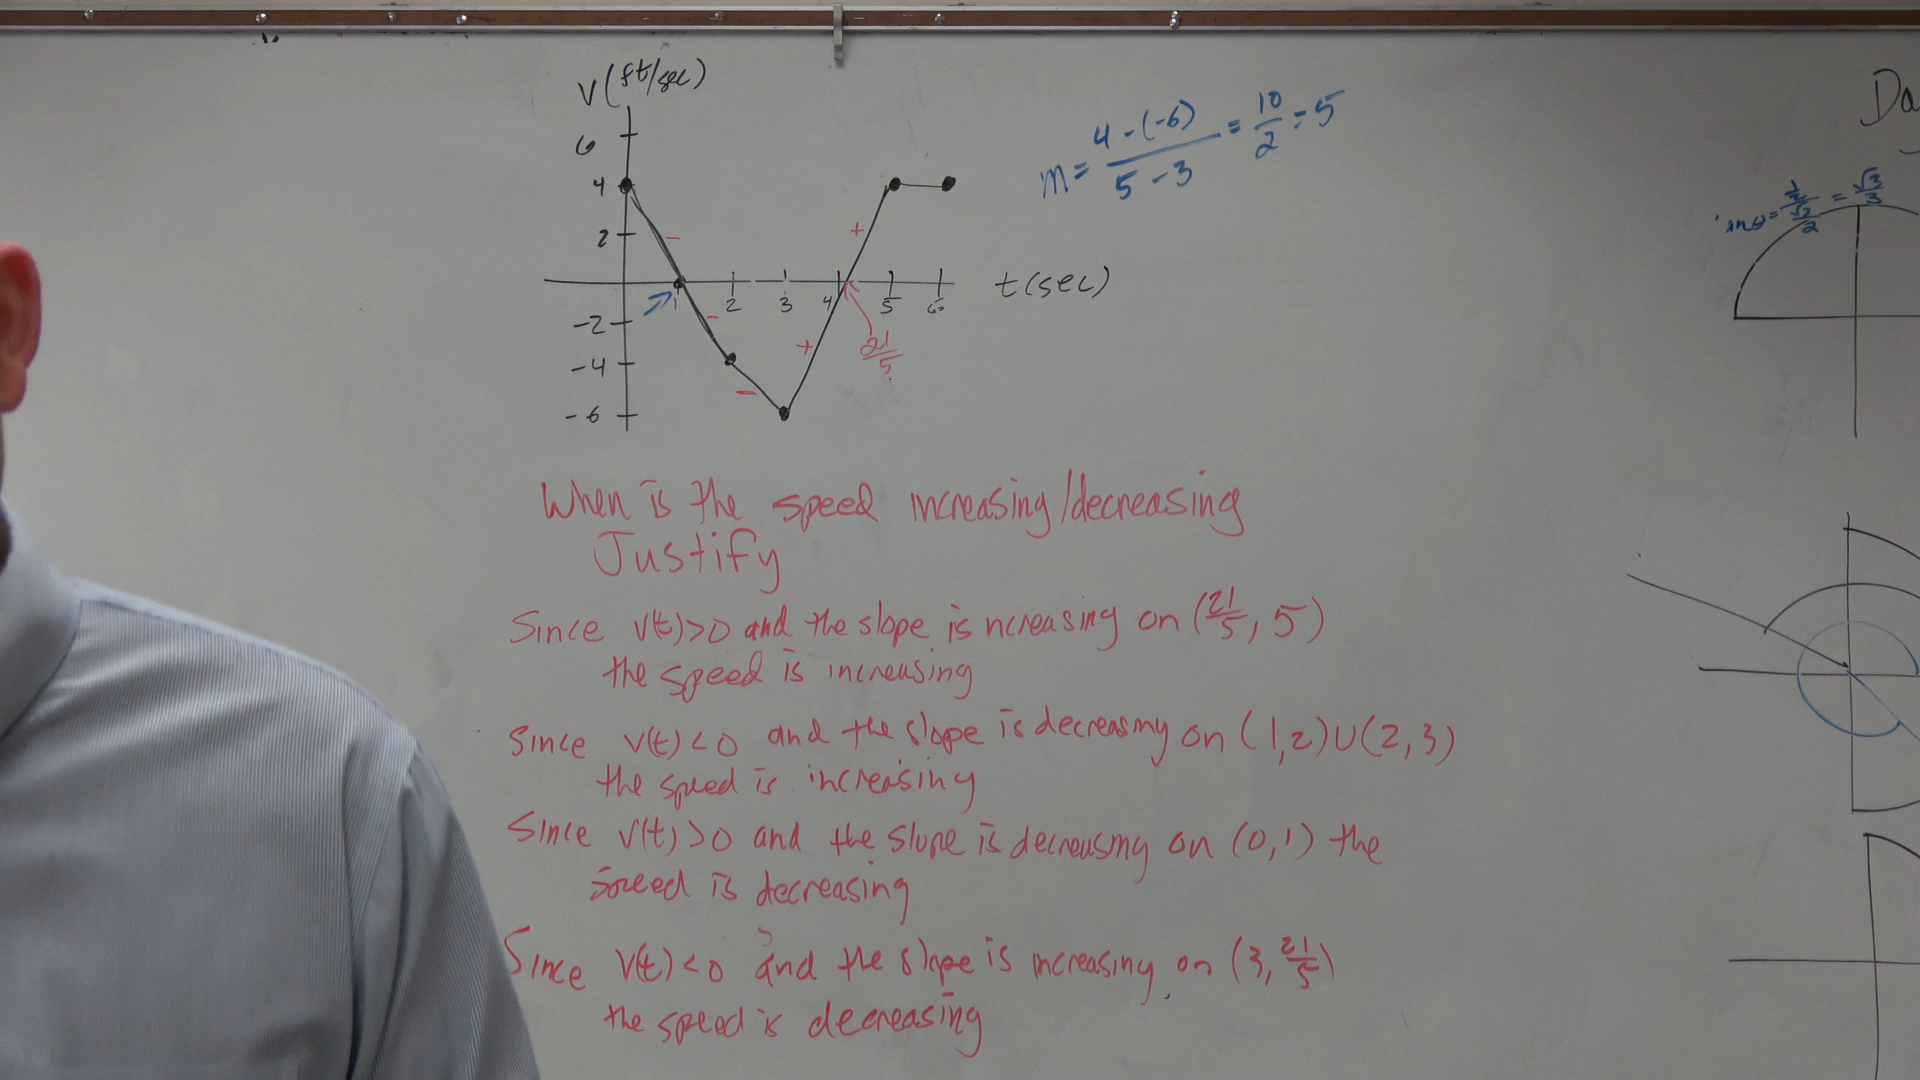 V(ft/sec)
6
4
2
-2
-4
-6
1 2 3 4 5 6
t(sec)
21/5
m = 4-(-6)/5-3 = 10/2 = 5
Da
When is the speed increasing/decreasing
Justify
Since v(t)>0 and the slope is ncreasing on (21/5, 5)
the speed is increasing
Since v(t)<0 and the slope is decreasing on (1,2)U(2,3)
the speed is increasing
Since v(t)>0 and the slope is decreasing on (0,1) the
speed is decreasing
Since v(t)<0 and the slope is increasing on (3, 21/5)
the speed is decreasing